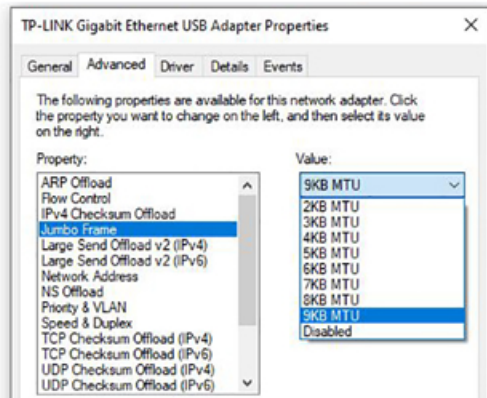 TP-LINK Gigabit Ethernet USB Adapter Properties
General
Advanced
Driver
Details
Events
The following properties are available for this network adapter. Click
the property you want to change on the left, and then select its value
on the right.
Property:
ARP Offload
Flow Control
IPv4 Checksum Offload
Jumbo Frame
Large Send Offload v2 (IPv4)
Large Send Offload v2 (IPv6)
Network Address
NS Offload
Priority & VLAN
Speed & Duplex
TCP Checksum Offload (IPv4)
TCP Checksum Offload (IPv6)
UDP Checksum Offload (IPv4)
UDP Checksum Offload (IPv6)
Value:
9KB MTU
2KB MTU
3KB MTU
4KB MTU
5KB MTU
6KB MTU
7KB MTU
8KB MTU
9KB MTU
Disabled